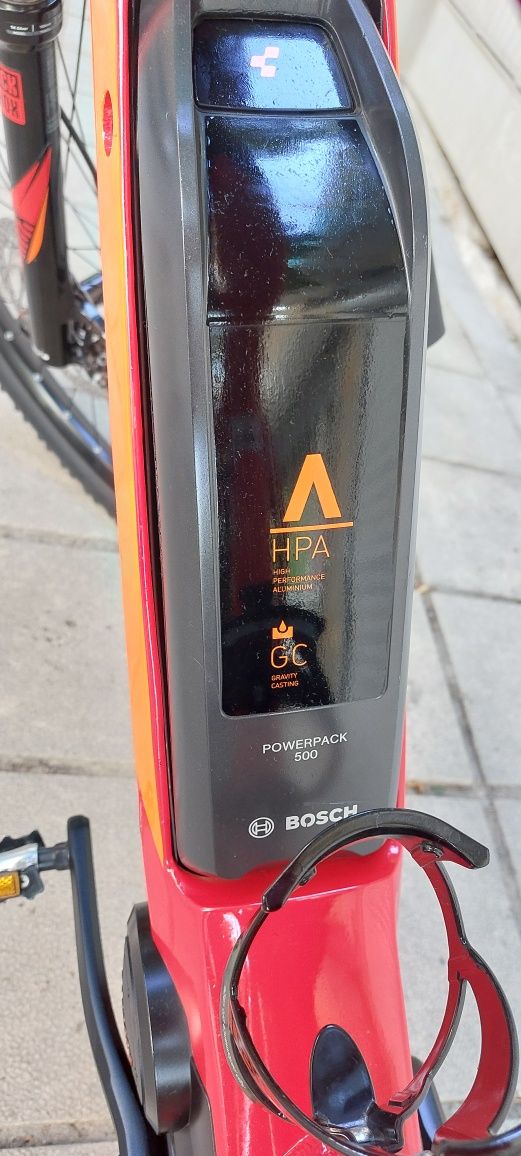 HPA
HIGH
PERFORMANCE
ALUMINIUM
GC
GRAVITY
CASTING
POWERPACK
500
BOSCH